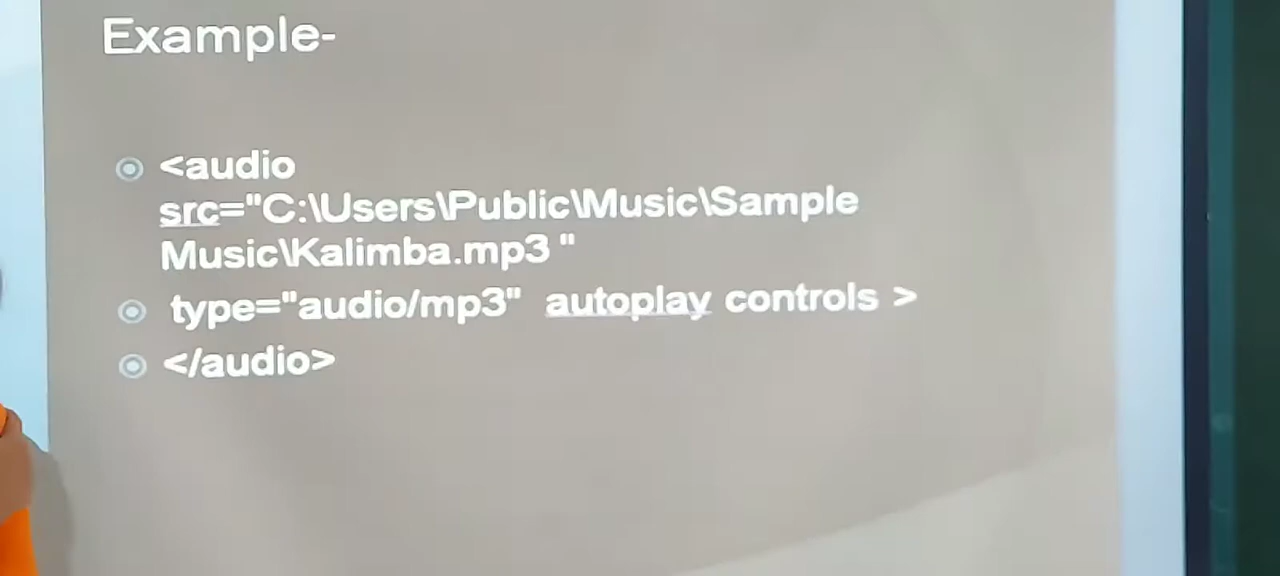 Example-
<audio
src="C:\Users\Public\Music\Sample
Music\Kalimba.mp3 "
type="audio/mp3"  autoplay controls >
</audio>